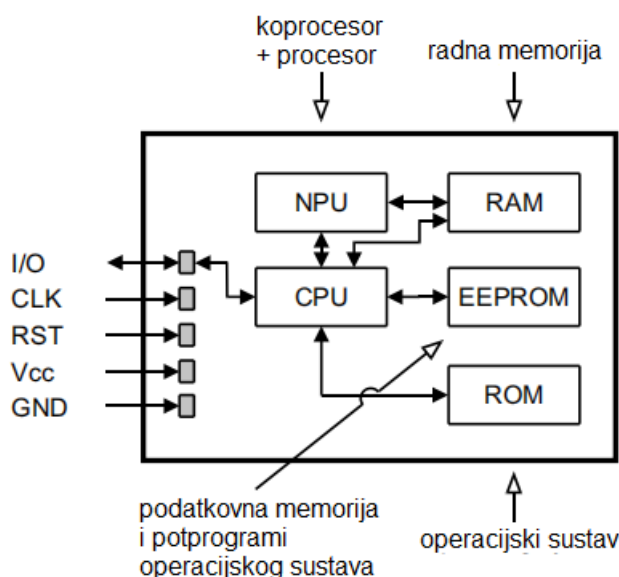 koprocesor
+ procesor
radna memorija
NPU
RAM
I/O
CLK
RST
Vcc
GND
CPU
EEPROM
ROM
podatkovna memorija
i potprogrami
operacijskog sustava
operacijski sustav